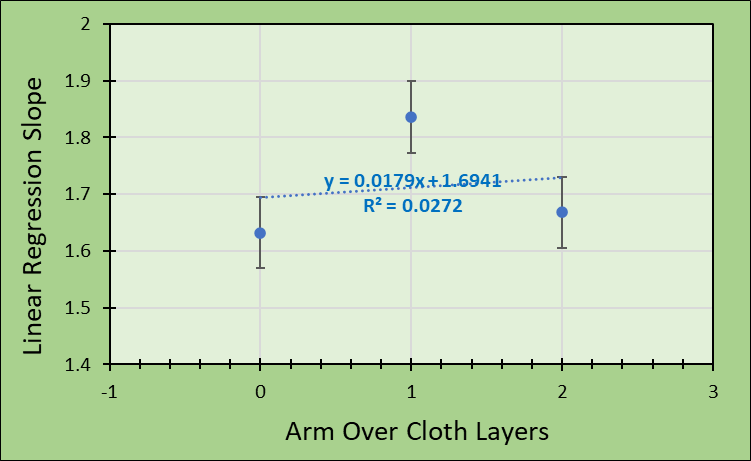 2
1.9
1.8
1.7
1.6
1.5
1.4
Linear Regression Slope
y = 0.0179x + 1.6941
R² = 0.0272
-1 0 1 2 3
Arm Over Cloth Layers